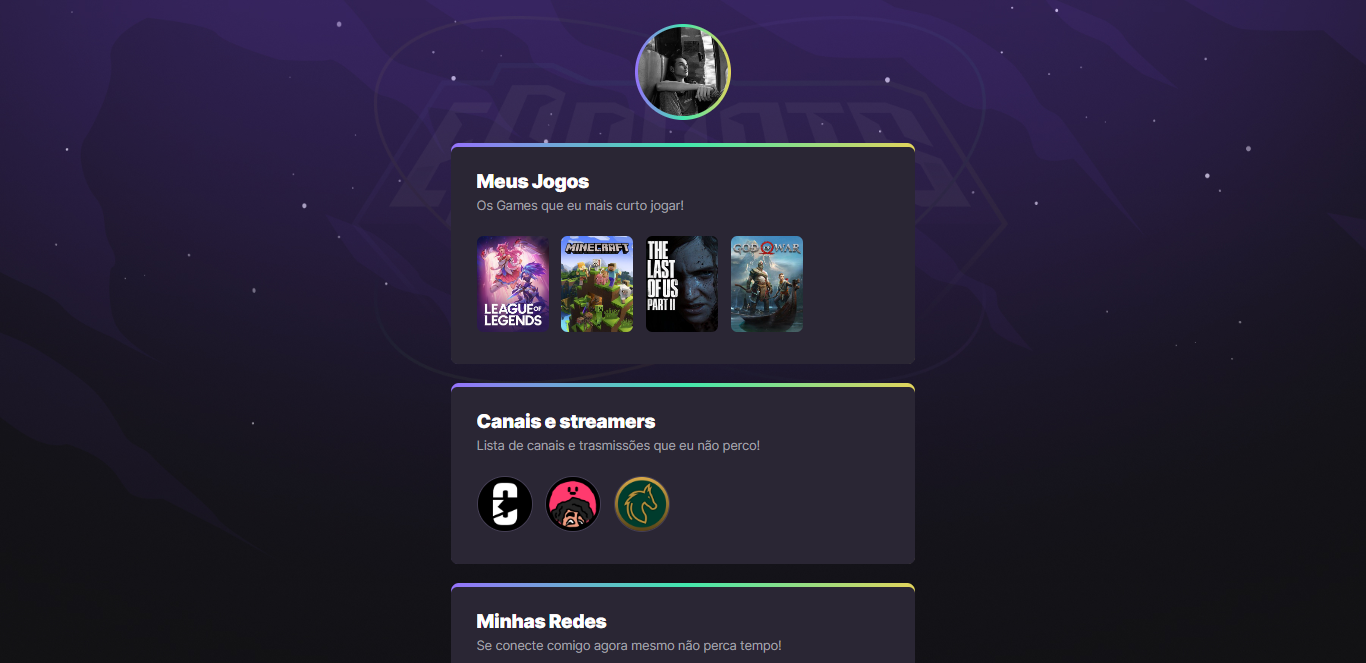 eSPORTS
Meus Jogos
Os Games que eu mais curto jogar!
LEAGUE OF
LEGENDS
MINECRAFT
THE
LAST
OF US
PART II
GOD OF WAR
Canais e streamers
Lista de canais e trasmissões que eu não perco!
Minhas Redes
Se conecte comigo agora mesmo não perca tempo!